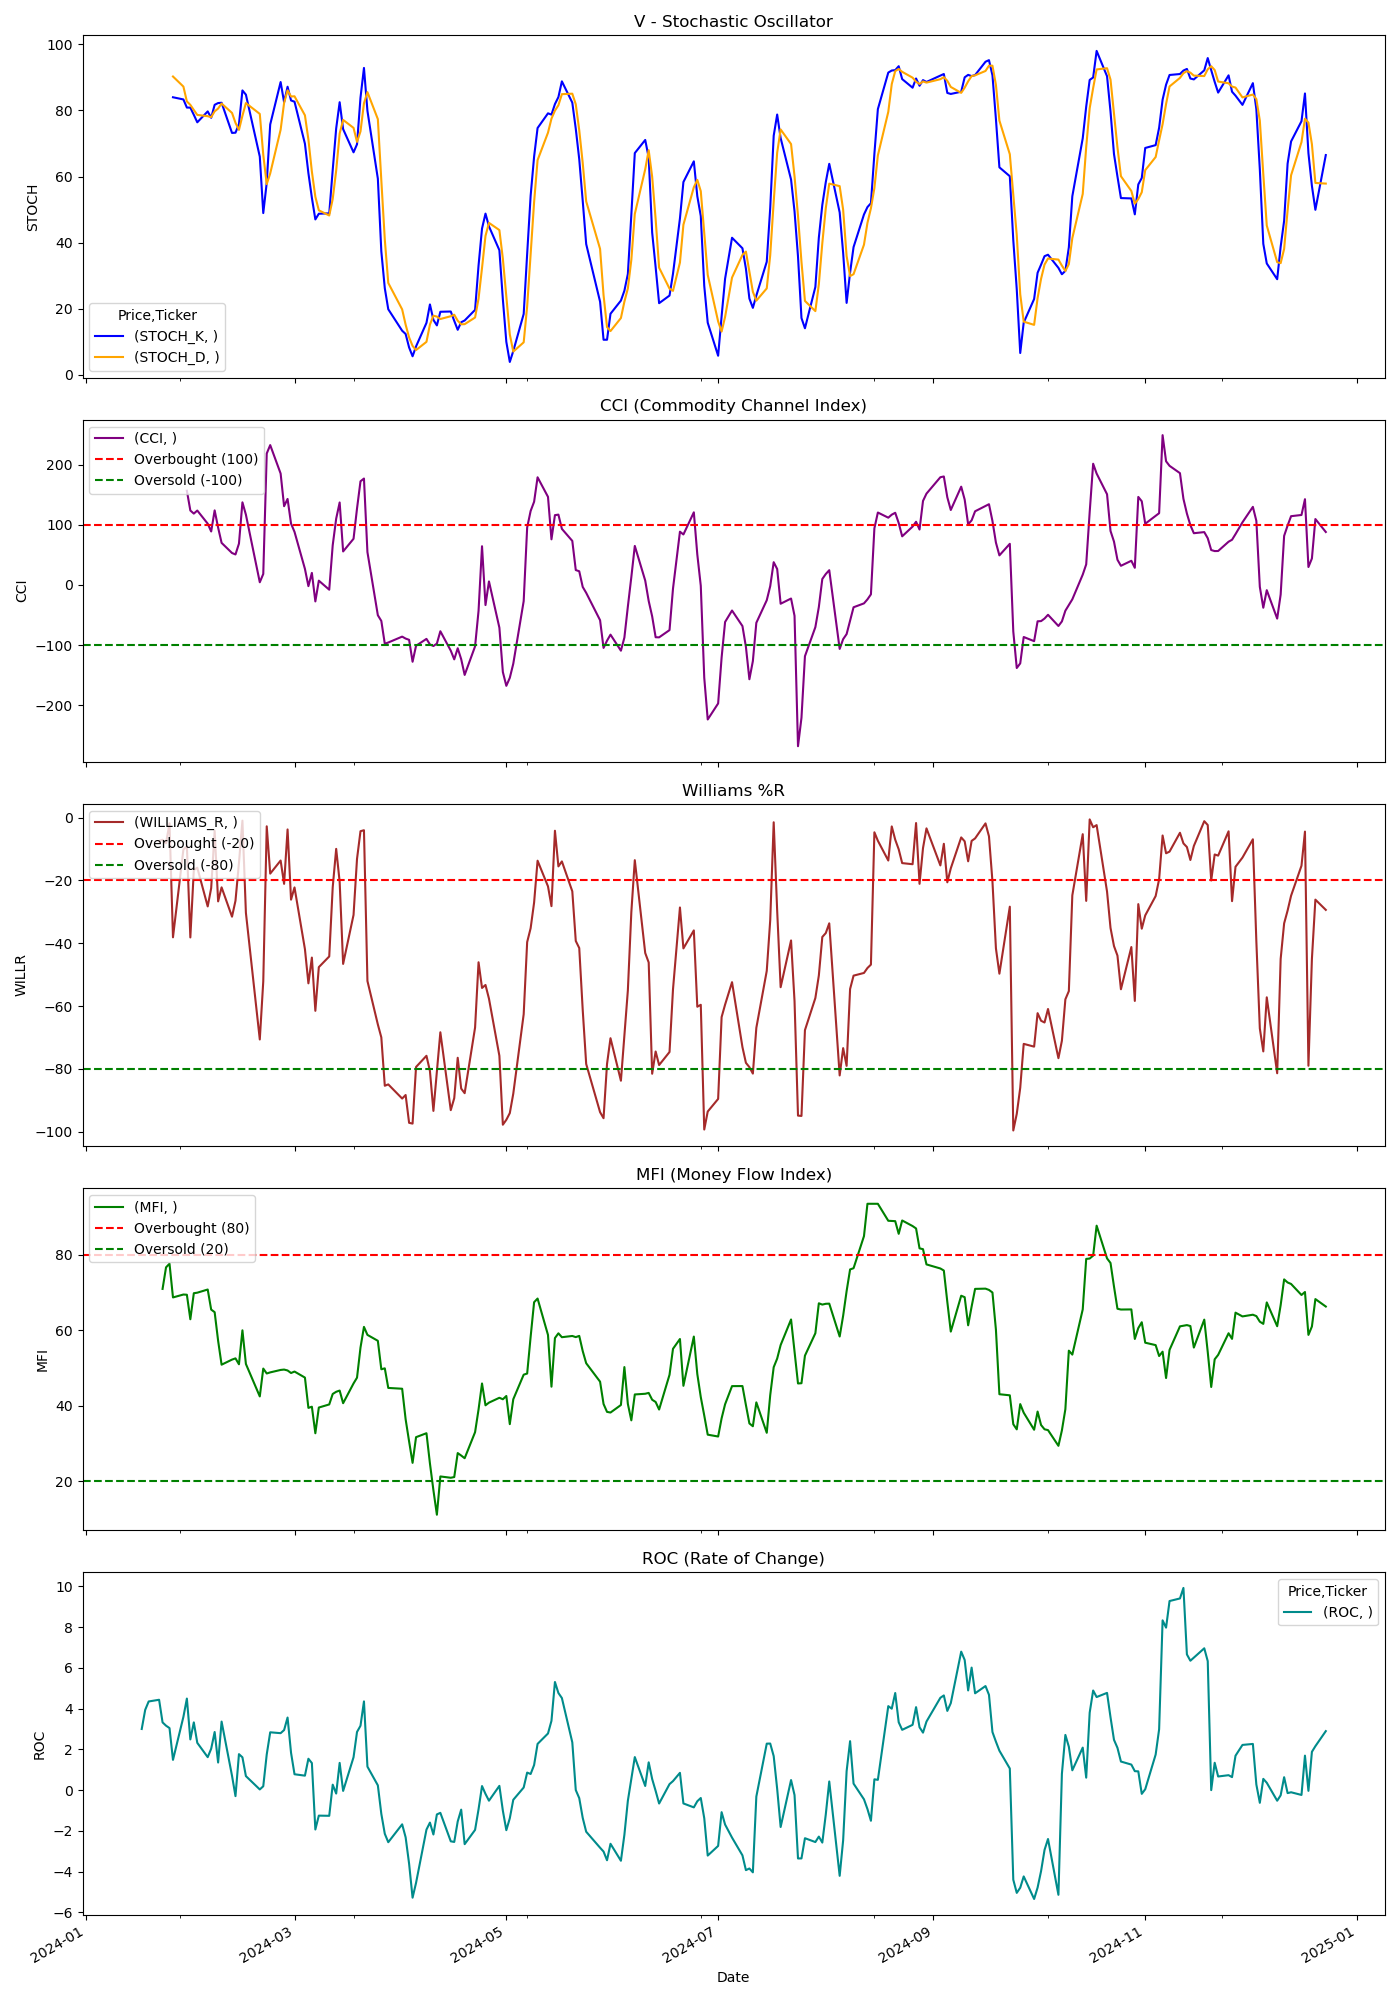 V - Stochastic Oscillator
100
80
60
40
20
0
STOCH
Price,Ticker
(STOCH_K, )
(STOCH_D, )
CCI (Commodity Channel Index)
200
100
0
−100
−200
CCI
(CCI, )
Overbought (100)
Oversold (-100)
Williams %R
0
−20
−40
−60
−80
−100
WILLR
(WILLIAMS_R, )
Overbought (-20)
Oversold (-80)
MFI (Money Flow Index)
80
60
40
20
MFI
(MFI, )
Overbought (80)
Oversold (20)
ROC (Rate of Change)
10
8
6
4
2
0
−2
−4
−6
ROC
Price,Ticker
(ROC, )
2024-01
2024-03
2024-05
2024-07
2024-09
2024-11
2025-01
Date